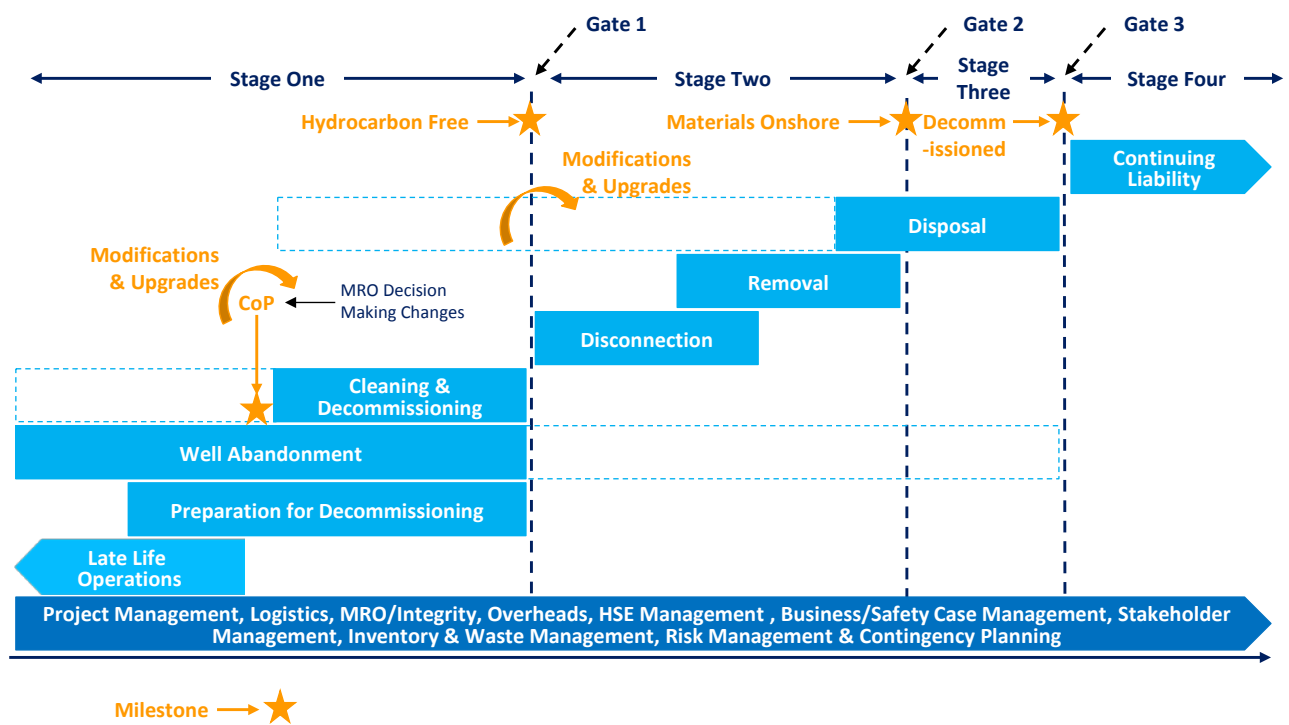 Gate 1
Gate 2
Gate 3
Stage One
Stage Two
Stage
Three
Stage Four
Hydrocarbon Free
Materials Onshore
Decomm
-issioned
Continuing
Liability
Modifications
& Upgrades
Disposal
Modifications
& Upgrades
Removal
CoP
MRO Decision
Making Changes
Disconnection
Cleaning &
Decommissioning
Well Abandonment
Preparation for Decommissioning
Late Life
Operations
Project Management, Logistics, MRO/Integrity, Overheads, HSE Management , Business/Safety Case Management, Stakeholder
Management, Inventory & Waste Management, Risk Management & Contingency Planning
Milestone